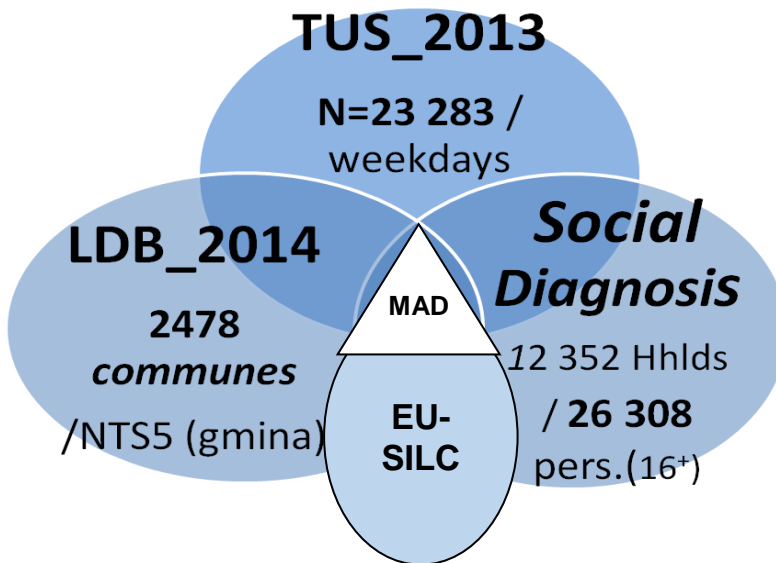 TUS_2013
N=23 283 /
weekdays
LDB_2014
2478
communes
/NTS5 (gmina)
Social
Diagnosis
12 352 Hhlds
/ 26 308
pers.(16+)
MAD
EU-
SILC